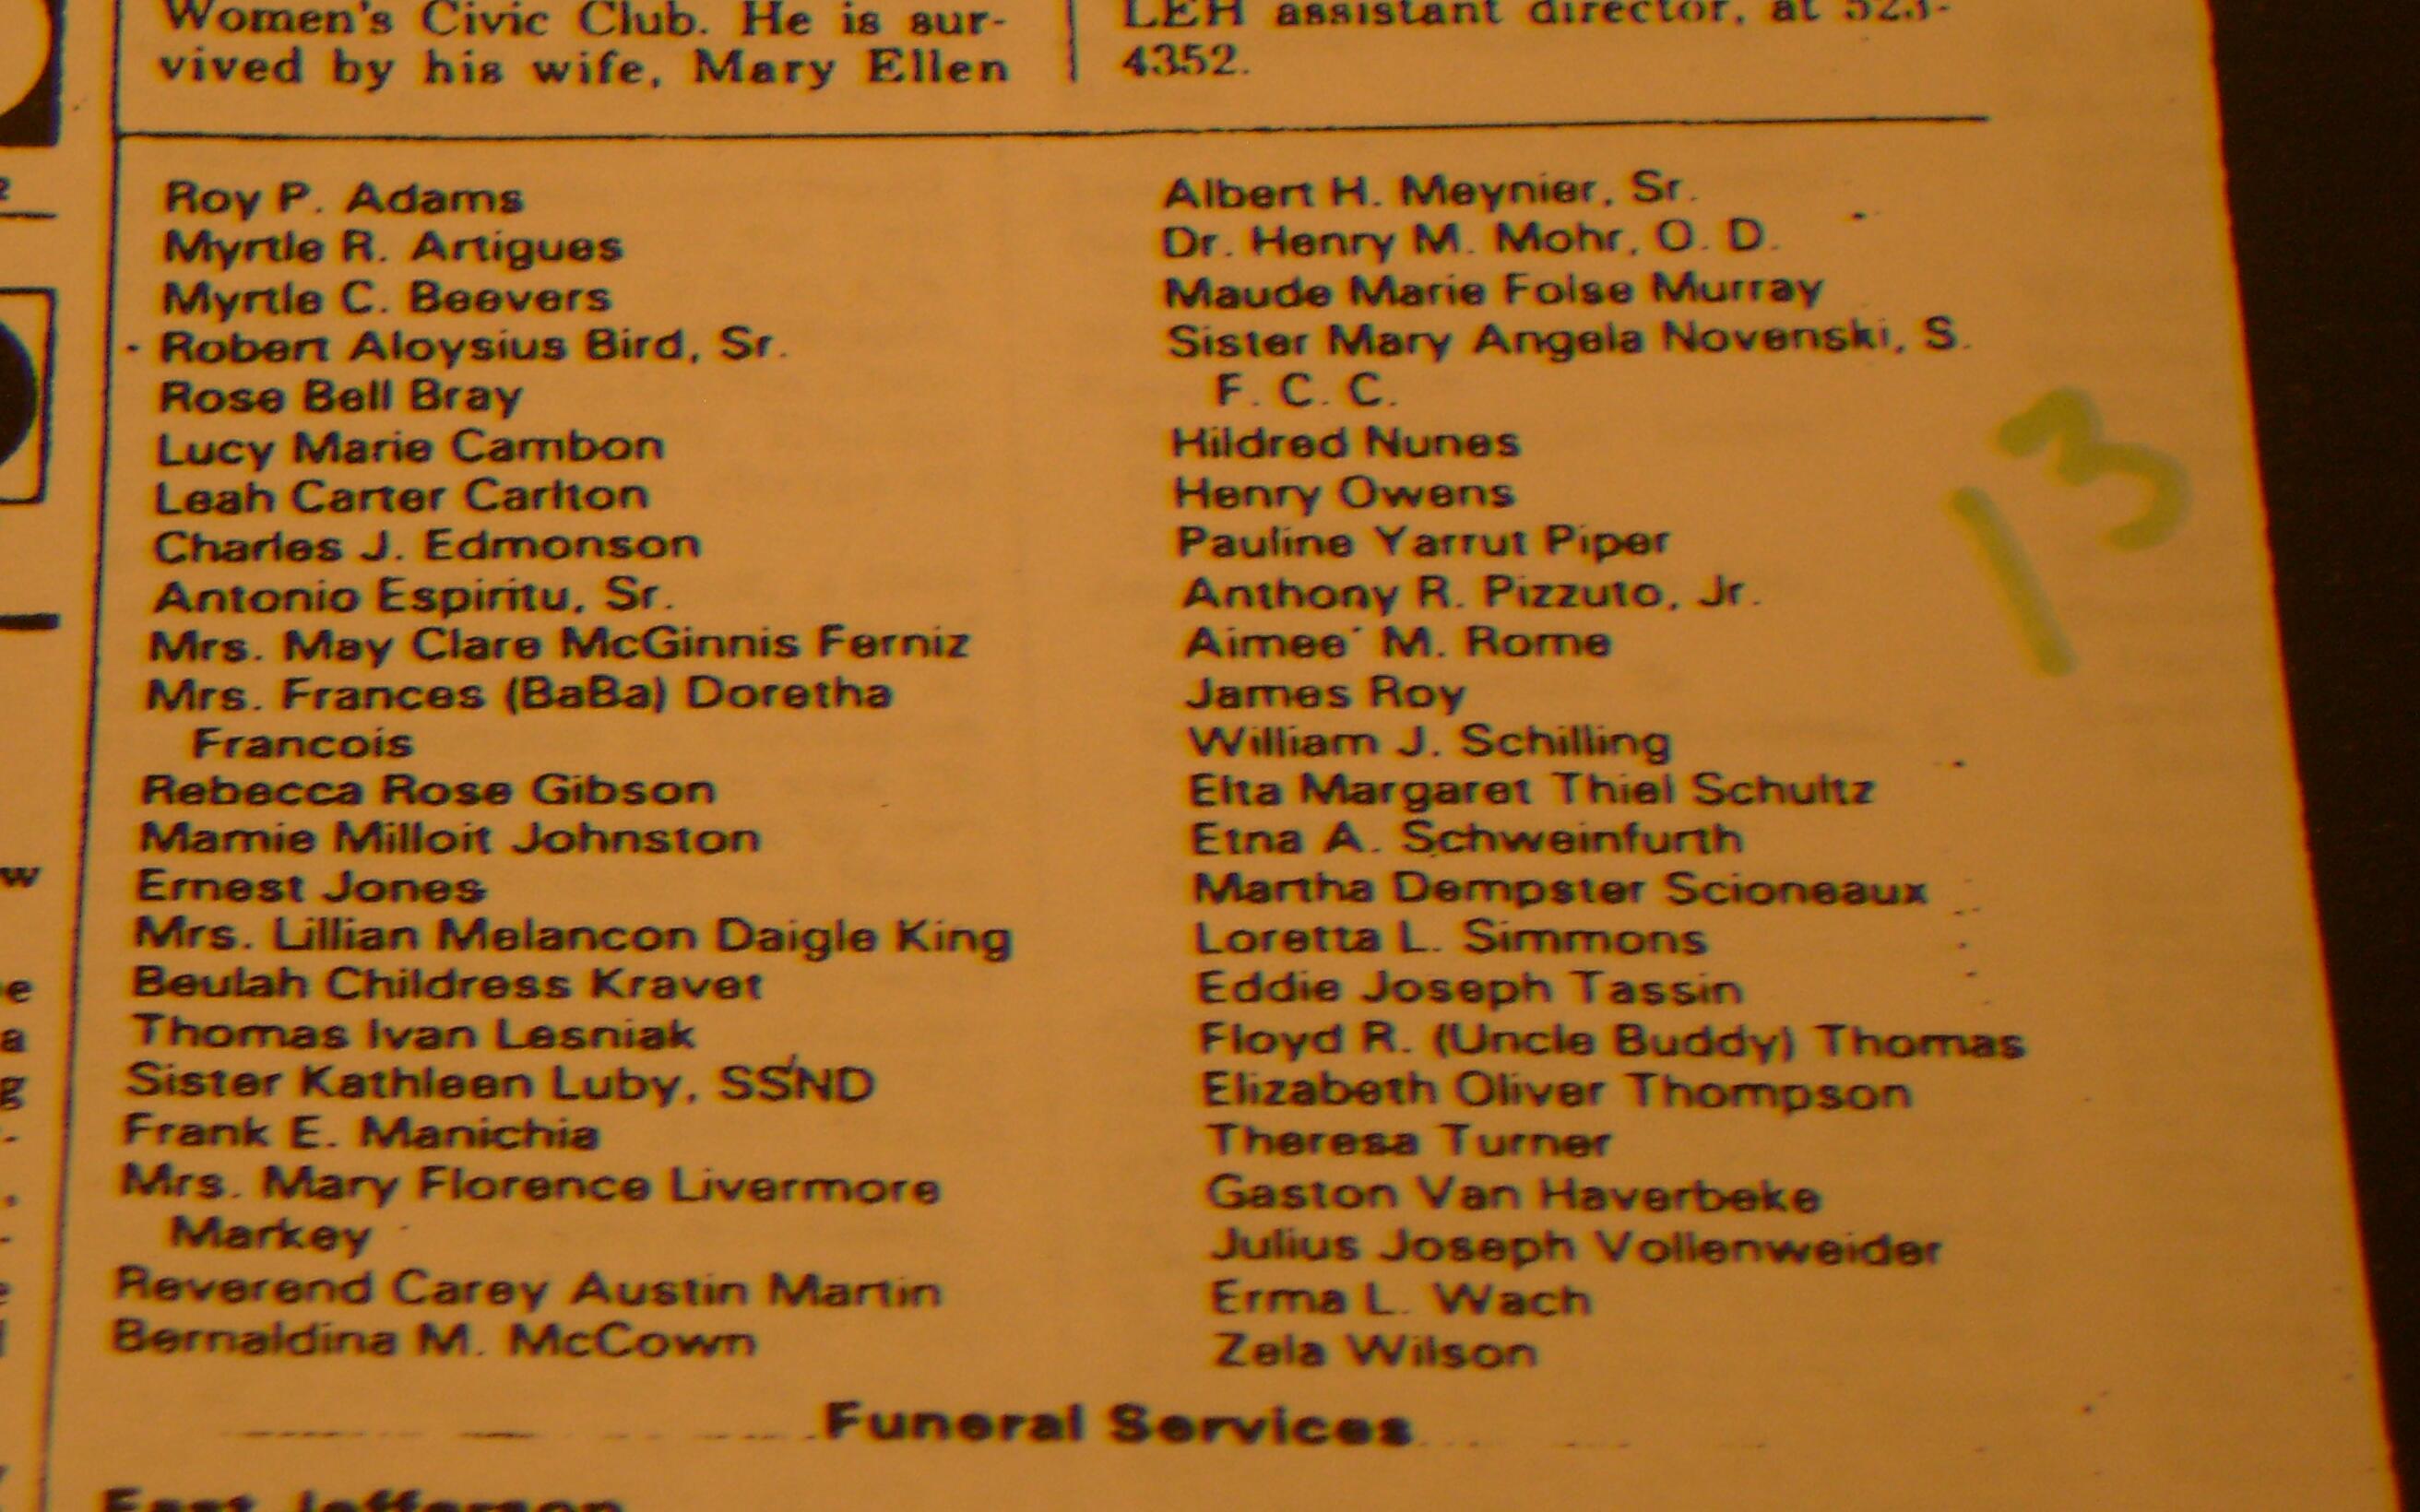 Women's Civic Club. He is sur-
vived by his wife, Mary Ellen
LEH assistant director, at 523-
4352.
Roy P. Adams
Myrtle R. Artigues
Myrtle C. Beevers
Robert Aloysius Bird, Sr.
Rose Bell Bray
Lucy Marie Cambon
Leah Carter Carlton
Charles J. Edmonson
Antonio Espiritu, Sr.
Mrs. May Clare McGinnis Ferniz
Mrs. Frances (BaBa) Doretha
Francois
Rebecca Rose Gibson
Mamie Milloit Johnston
Ernest Jones
Mrs. Lillian Melancon Daigle King
Beulah Childress Kravet
Thomas Ivan Lesniak
Sister Kathleen Luby, SSND
Frank E. Manichia
Mrs. Mary Florence Livermore
Markey
Reverend Carey Austin Martin
Bernaldina M. McCown
Albert H. Meynier, Sr.
Dr. Henry M. Mohr, O. D.
Maude Marie Folse Murray
Sister Mary Angela Novenski, S.
F. C. C.
Hildred Nunes
Henry Owens
Pauline Yarrut Piper
Anthony R. Pizzuto, Jr.
Aimee´ M. Rome
James Roy
William J. Schilling
Elta Margaret Thiel Schultz
Etna A. Schweinfurth
Martha Dempster Scioneaux
Loretta L. Simmons
Eddie Joseph Tassin
Floyd R. (Uncle Buddy) Thomas
Elizabeth Oliver Thompson
Theresa Turner
Gaston Van Haverbeke
Julius Joseph Vollenweider
Erma L. Wach
Zela Wilson
13
Funeral Services
East Jefferson